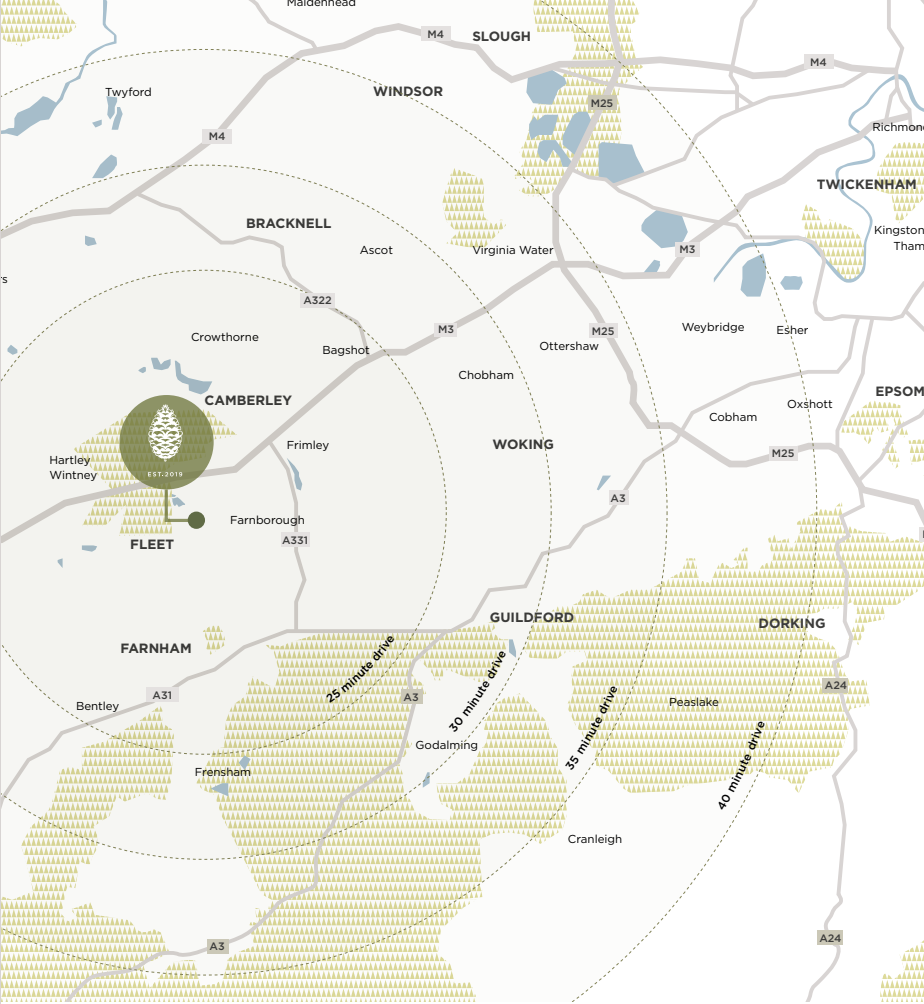 Maidenhead
M4
SLOUGH
M4
Twyford
WINDSOR
M25
Richmon
M4
TWICKENHAM
BRACKNELL
Kingston
Tham
Ascot
Virginia Water
M3
rs
A322
M3
M25
Weybridge
Esher
Crowthorne
Bagshot
Ottershaw
Chobham
EPSOM
CAMBERLEY
Oxshott
Cobham
Frimley
WOKING
M25
Hartley
Wintney
EST.2019
A3
Farnborough
A331
FLEET
GUILDFORD
DORKING
FARNHAM
25 minute drive
30 minute drive
35 minute drive
40 minute drive
A31
A3
A24
Bentley
Peaslake
Godalming
Frensham
Cranleigh
A3
A24